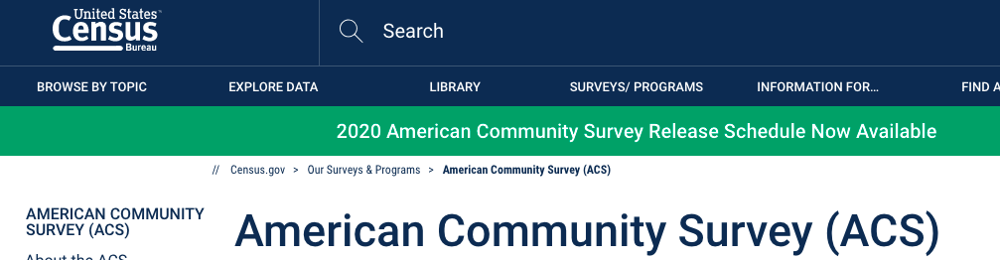 United States™
Census
Bureau
Search
BROWSE BY TOPIC EXPLORE DATA LIBRARY SURVEYS/ PROGRAMS INFORMATION FOR... FIND A
2020 American Community Survey Release Schedule Now Available
// Census.gov > Our Surveys & Programs > American Community Survey (ACS)
AMERICAN COMMUNITY
SURVEY (ACS)
About the ACS
American Community Survey (ACS)